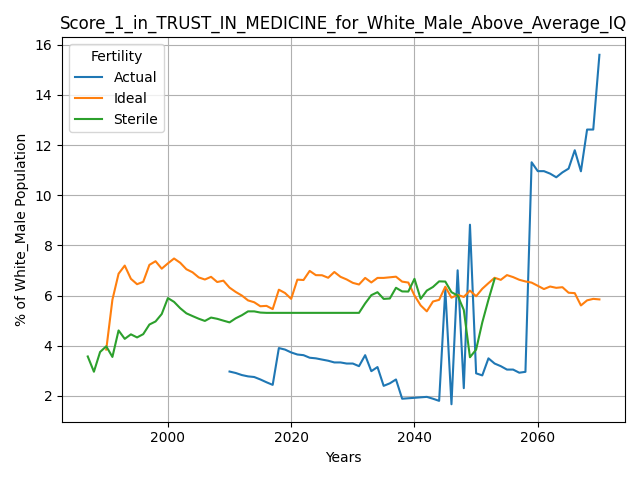 Score_1_in_TRUST_IN_MEDICINE_for_White_Male_Above_Average_IQ
16
14
12
10
8
6
4
2
% of White_Male Population
Fertility
Actual
Ideal
Sterile
2000
2020
2040
2060
Years